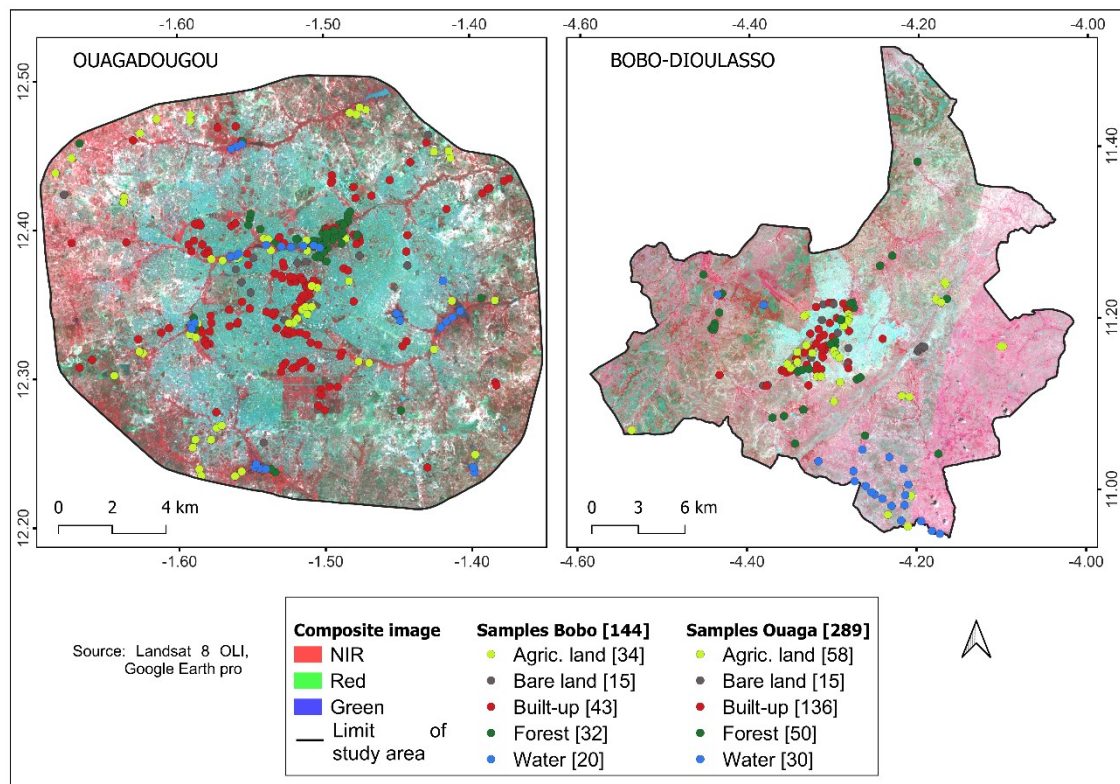 -1.60 -1.50 -1.40
-4.60 -4.40 -4.20 -4.00
OUAGADOUGOU
BOBO-DIOULASSO
12.50
12.40
12.30
12.20
11.40
11.20
11.00
0 2 4 km
0 3 6 km
-1.60 -1.50 -1.40
-4.60 -4.40 -4.20 -4.00
Source: Landsat 8 OLI,
Google Earth pro
Composite image
NIR
Red
Green
Limit of
study area
Samples Bobo [144]
Agric. land [34]
Bare land [15]
Built-up [43]
Forest [32]
Water [20]
Samples Ouaga [289]
Agric. land [58]
Bare land [15]
Built-up [136]
Forest [50]
Water [30]